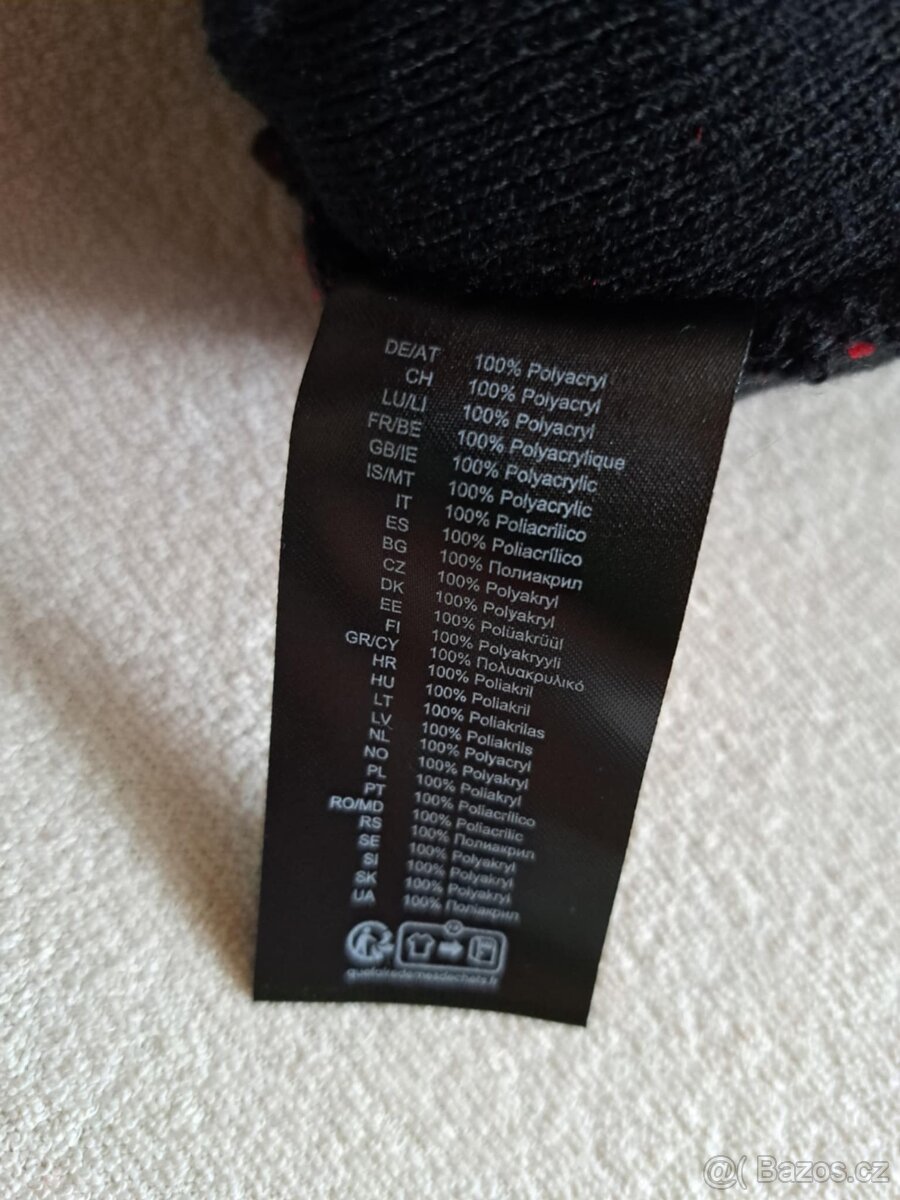 DE/AT 100% Polyacryl
CH 100% Polyacryl
LU/LI 100% Polyacryl
FR/BE 100% Polyacrylique
GB/IE 100% Polyacrylic
IS/MT 100% Polyacrylic
IT 100% Poliacrilico
ES 100% Poliacrílico
BG 100% Полиакрил
CZ 100% Polyakryl
DK 100% Polyakryl
EE 100% Polüakrüül
FI 100% Polyakryyli
GR/CY 100% Πολυακρυλικό
HR 100% Poliakril
HU 100% Poliakril
LT 100% Poliakrilas
LV 100% Poliakrils
NL 100% Polyacryl
NO 100% Polyakryl
PL 100% Poliakryl
PT 100% Poliacrílico
RO/MD 100% Poliacrilic
RS 100% Полиакрил
SE 100% Polyakryl
SI 100% Polyakryl
SK 100% Polyakryl
UA 100% Поліакрил
quefairedemesdechets.fr
@( Bazos.cz